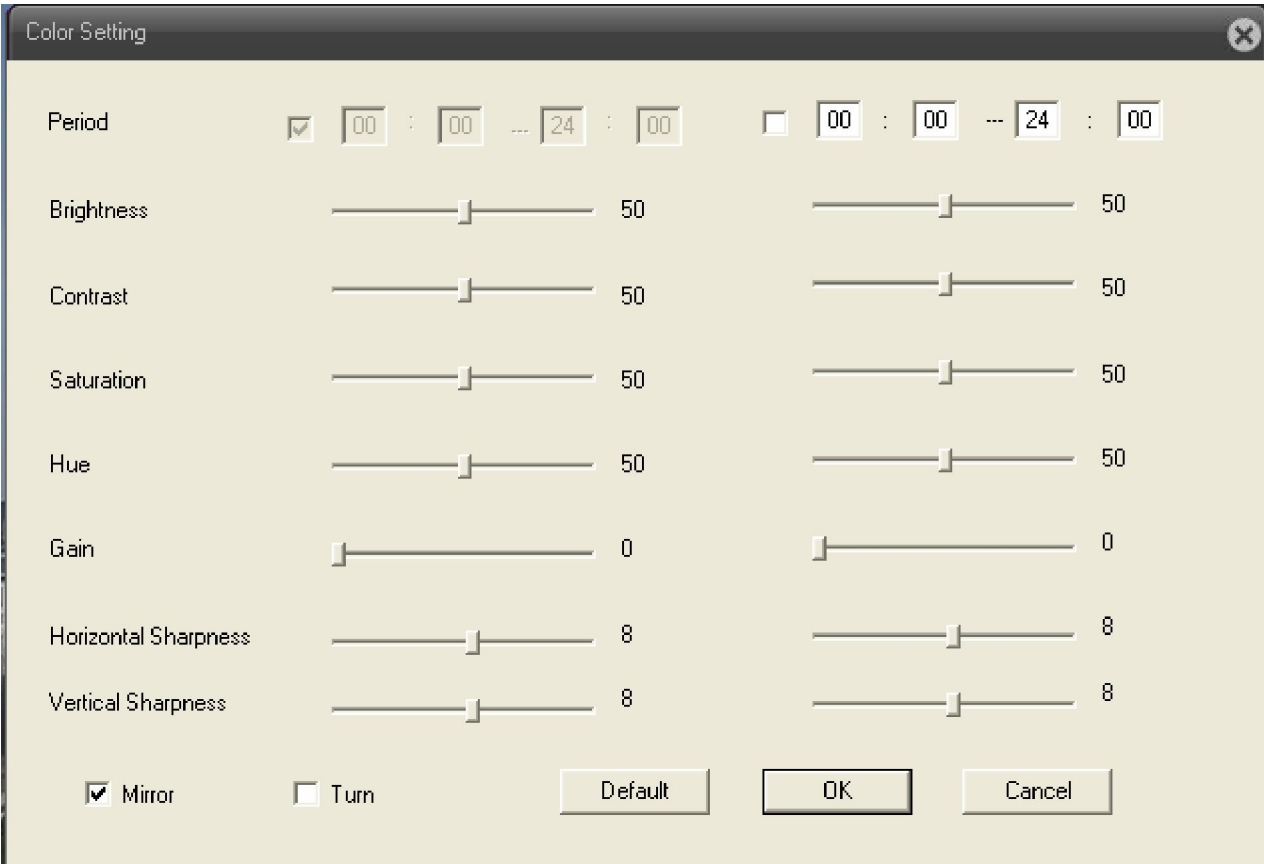 Color Setting
Period 00 : 00 --- 24 : 00 00 : 00 --- 24 : 00
Brightness 50 50
Contrast 50 50
Saturation 50 50
Hue 50 50
Gain 0 0
Horizontal Sharpness 8 8
Vertical Sharpness 8 8
Mirror Turn Default OK Cancel